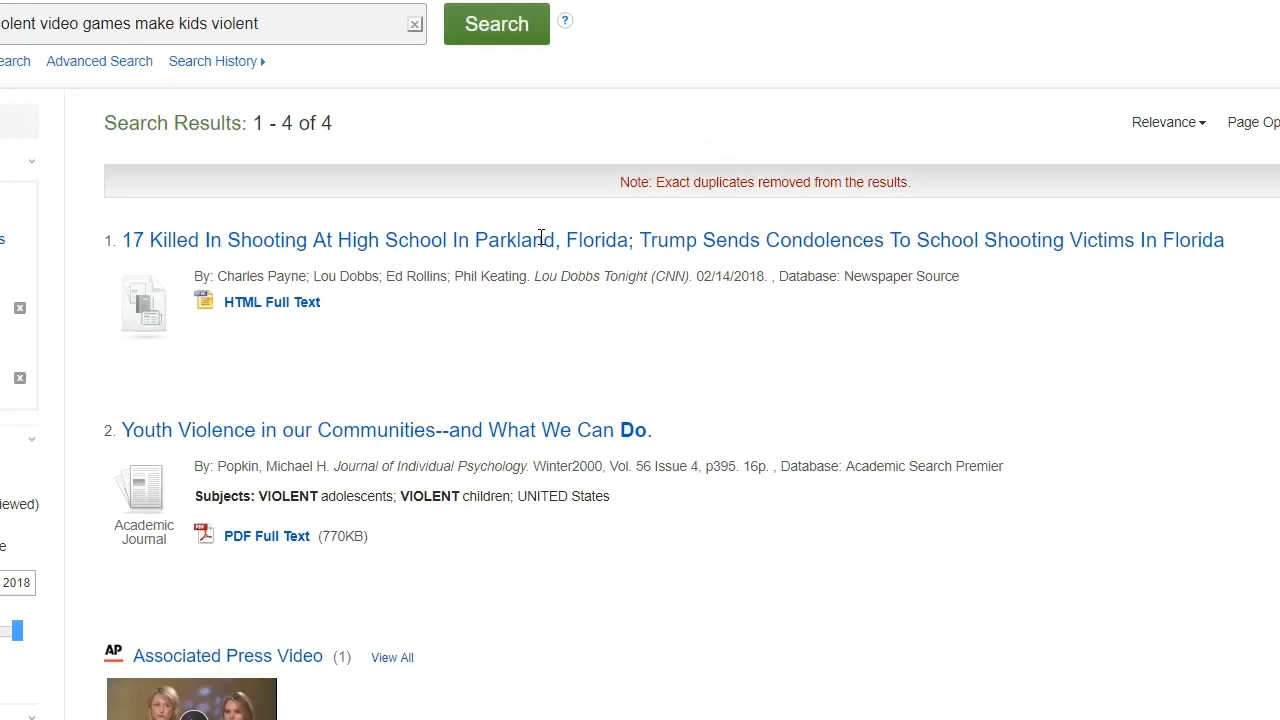 olent video games make kids violent
Search
?
earch
Advanced Search
Search History
Search Results: 1 - 4 of 4
Relevance
Page Op
Note: Exact duplicates removed from the results.
s
1. 17 Killed In Shooting At High School In Parkland, Florida; Trump Sends Condolences To School Shooting Victims In Florida
By: Charles Payne; Lou Dobbs; Ed Rollins; Phil Keating. Lou Dobbs Tonight (CNN). 02/14/2018. , Database: Newspaper Source
HTML Full Text
2. Youth Violence in our Communities--and What We Can Do.
By: Popkin, Michael H. Journal of Individual Psychology. Winter2000, Vol. 56 Issue 4, p395. 16p. , Database: Academic Search Premier
Subjects: VIOLENT adolescents; VIOLENT children; UNITED States
iewed)
Academic
Journal
PDF Full Text (770KB)
e
2018
AP Associated Press Video (1) View All